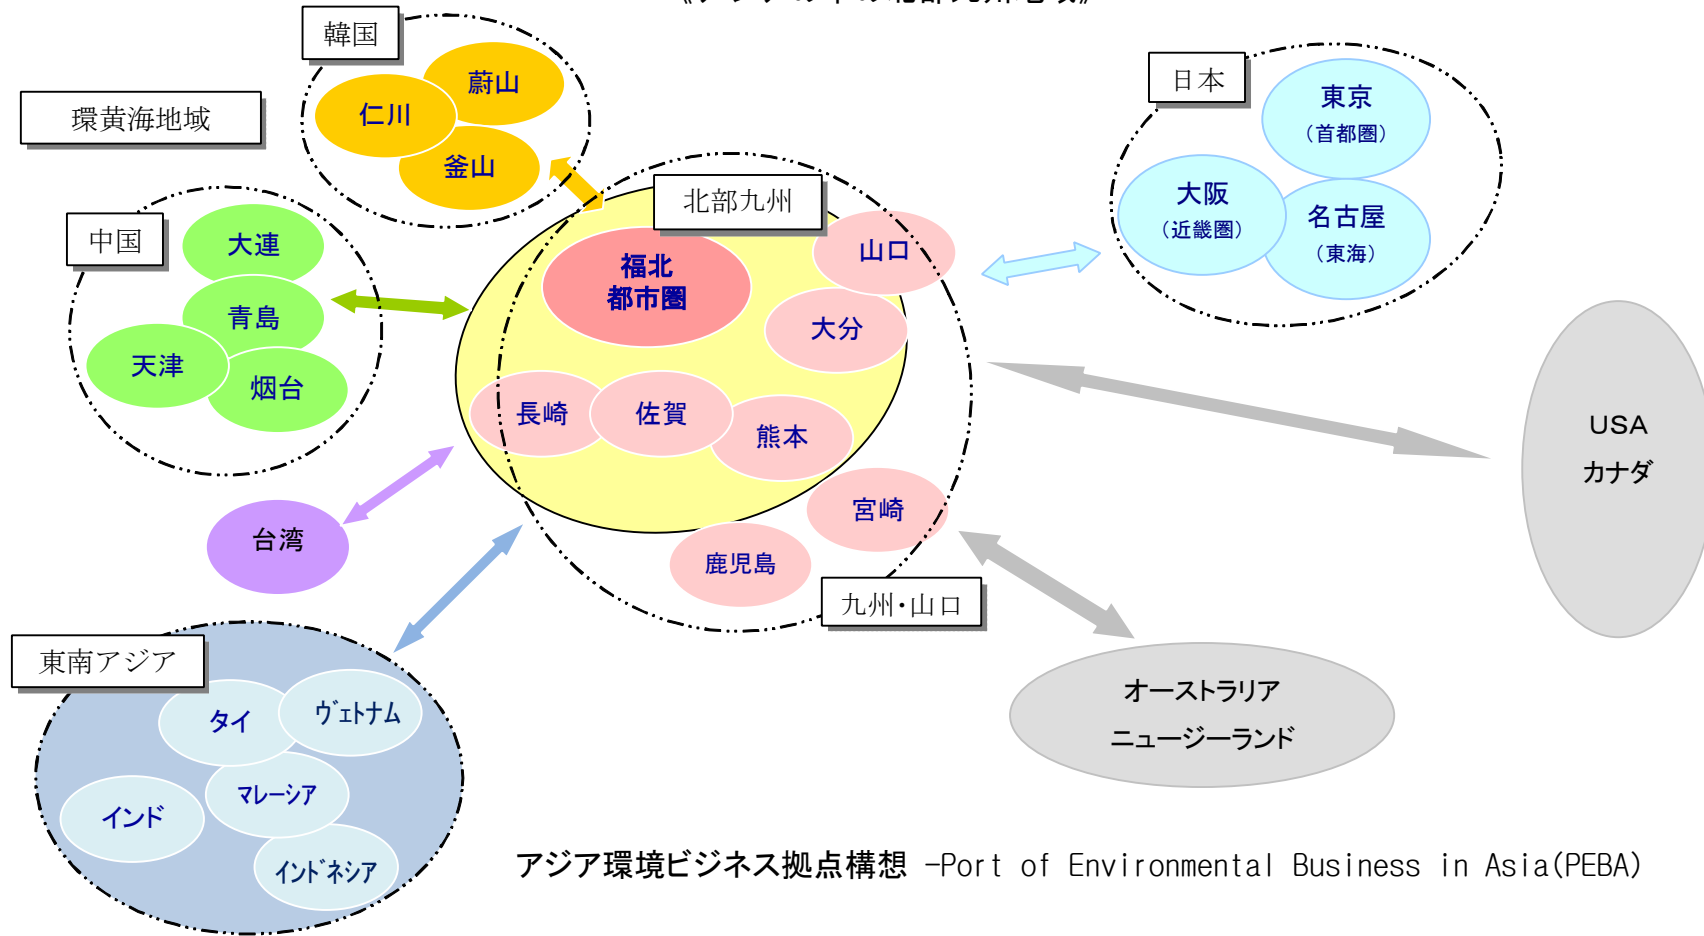 韓国
蔚山
仁川
釜山
環黄海地域
日本
東京
(首都圏)
大阪
(近畿圏)
名古屋
(東海)
中国
大連
青島
天津
烟台
北部九州
福北
都市圏
山口
大分
長崎
佐賀
熊本
宮崎
鹿児島
九州・山口
USA
カナダ
台湾
オーストラリア
ニュージーランド
東南アジア
タイ
ヴェトナム
マレーシア
インド
インドネシア
アジア環境ビジネス拠点構想 -Port of Environmental Business in Asia(PEBA)